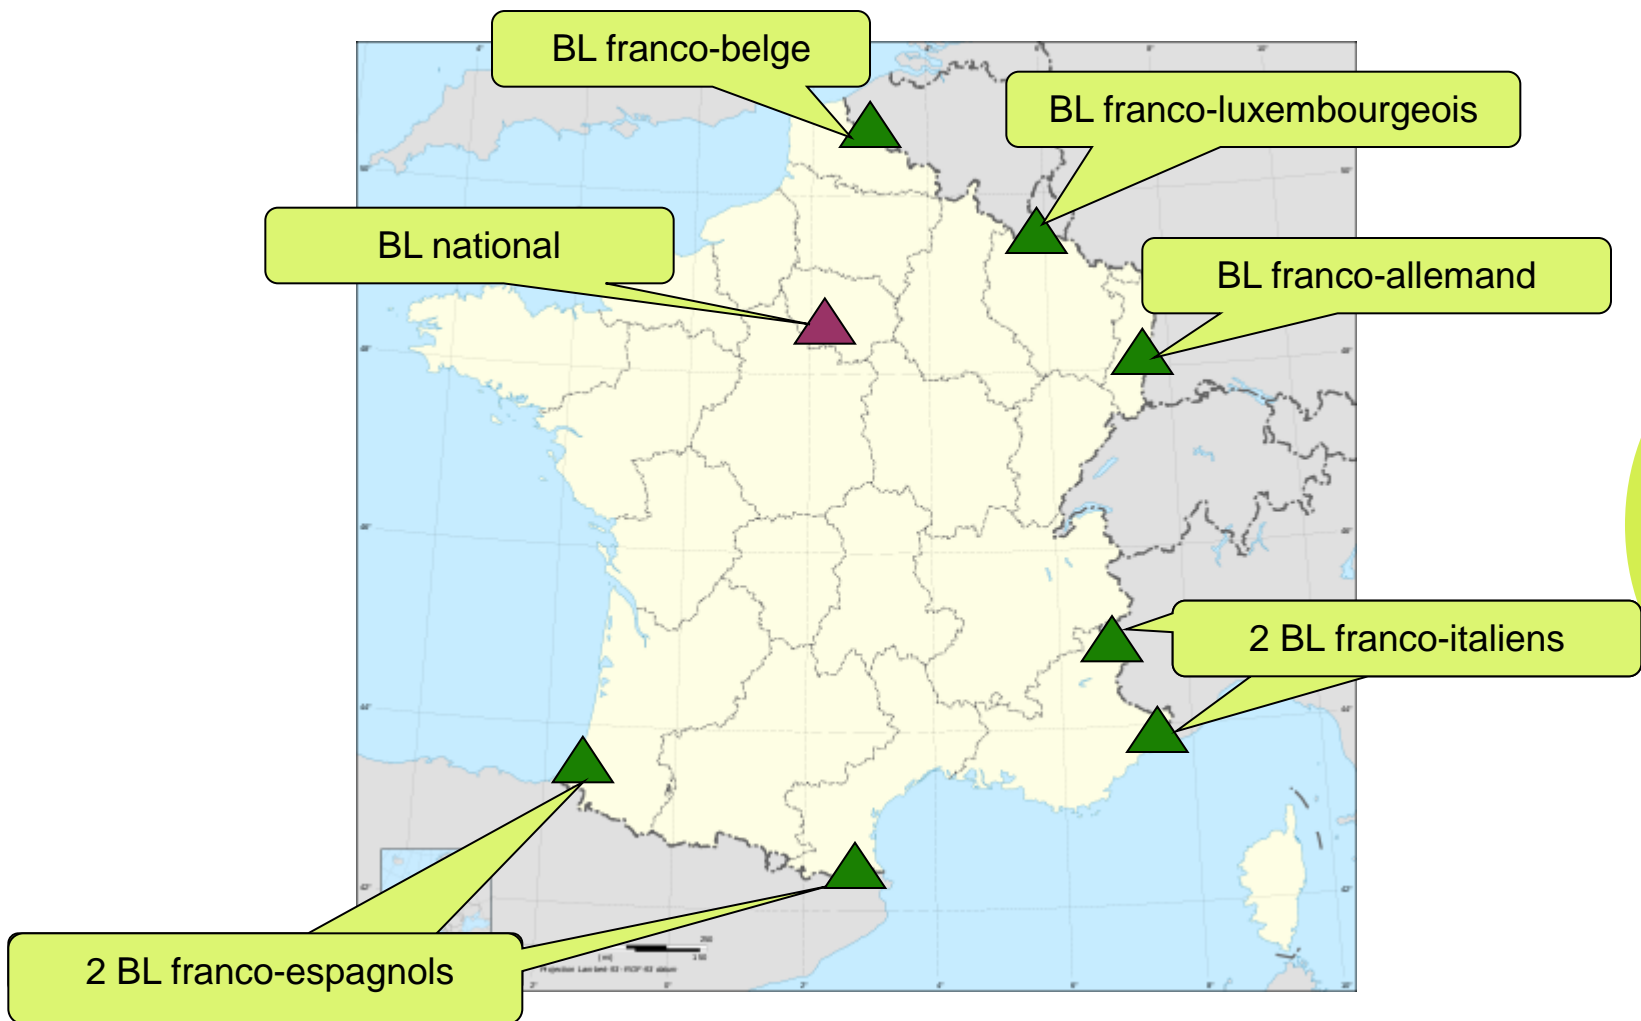 BL franco-belge
BL franco-luxembourgeois
BL national
BL franco-allemand
2 BL franco-italiens
2 BL franco-espagnols